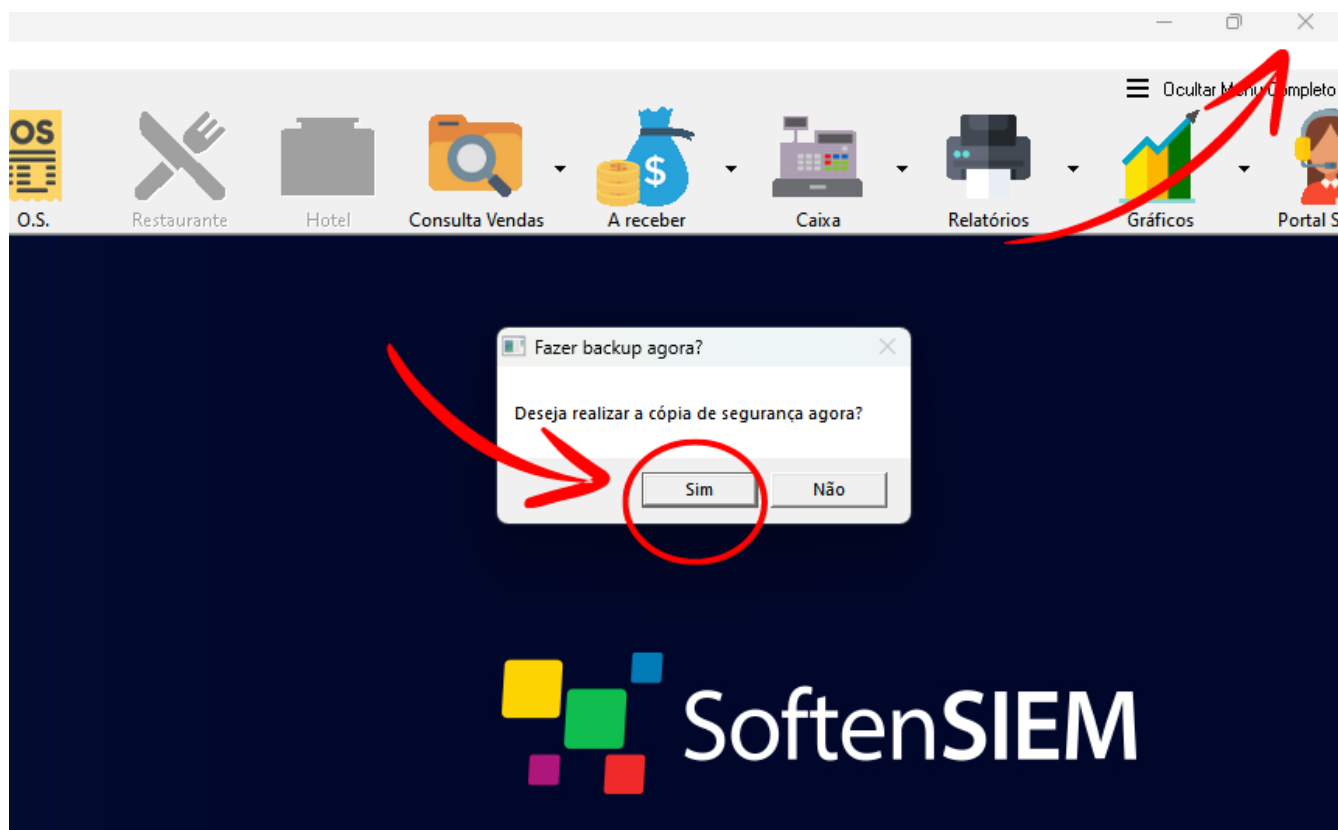 Ocultar Menu Completo
OS
$
O.S.
Restaurante
Hotel
Consulta Vendas
A receber
Caixa
Relatórios
Gráficos
Portal S
Fazer backup agora?
Deseja realizar a cópia de segurança agora?
Sim
Não
SoftenSIEM